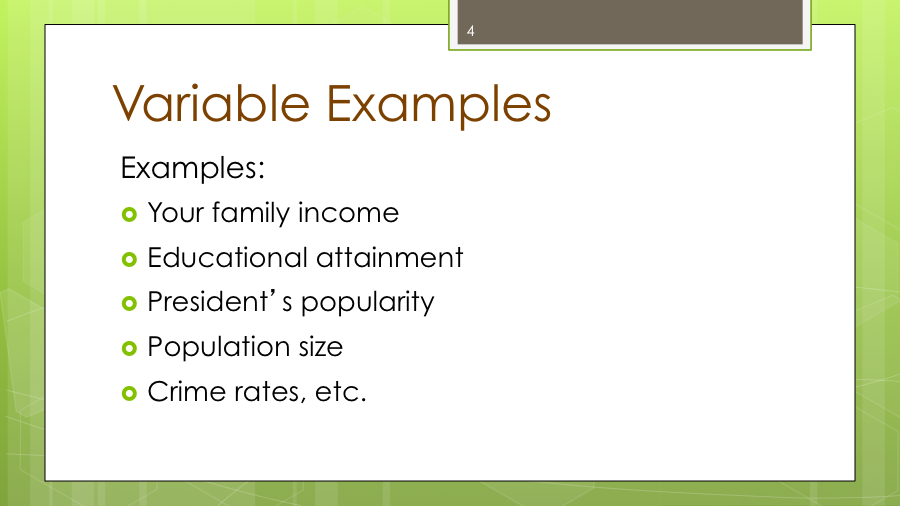 4
Variable Examples
Examples:
Your family income
Educational attainment
President’s popularity
Population size
Crime rates, etc.